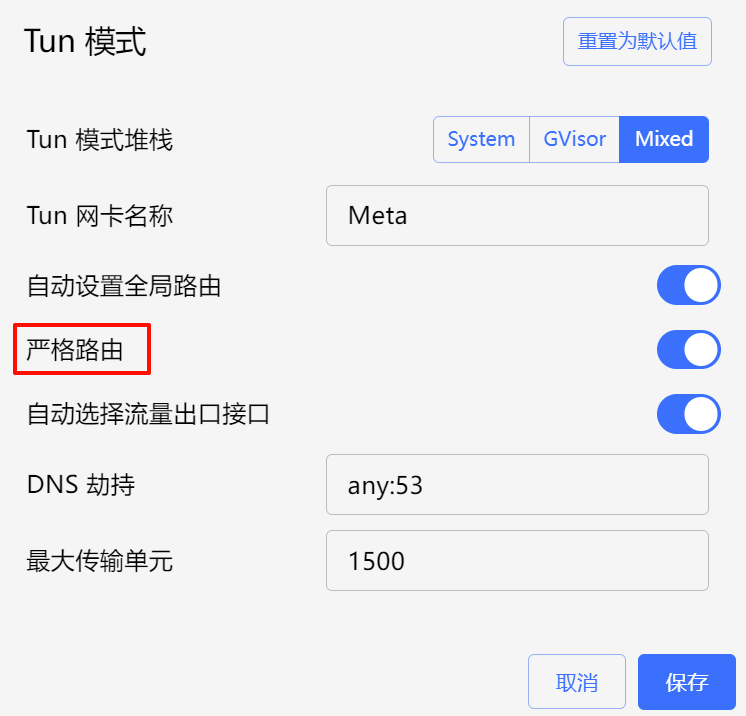 Tun 模式
重置为默认值
Tun 模式堆栈
System
GVisor
Mixed
Tun 网卡名称
Meta
自动设置全局路由
严格路由
自动选择流量出口接口
DNS 劫持
any:53
最大传输单元
1500
取消
保存